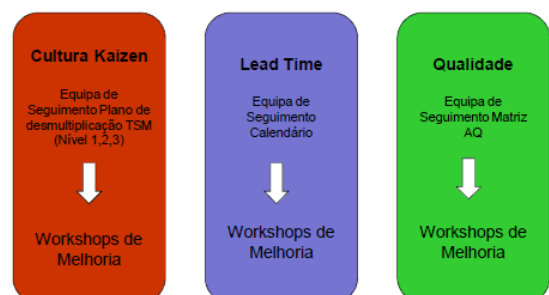 Cultura Kaizen
Equipa de
Seguimento Plano de
desmultiplicação TSM
(Nível 1,2,3)
Workshops de
Melhoria
Lead Time
Equipa de
Seguimento
Calendário
Workshops de
Melhoria
Qualidade
Equipa de
Seguimento Matriz
AQ
Workshops de
Melhoria